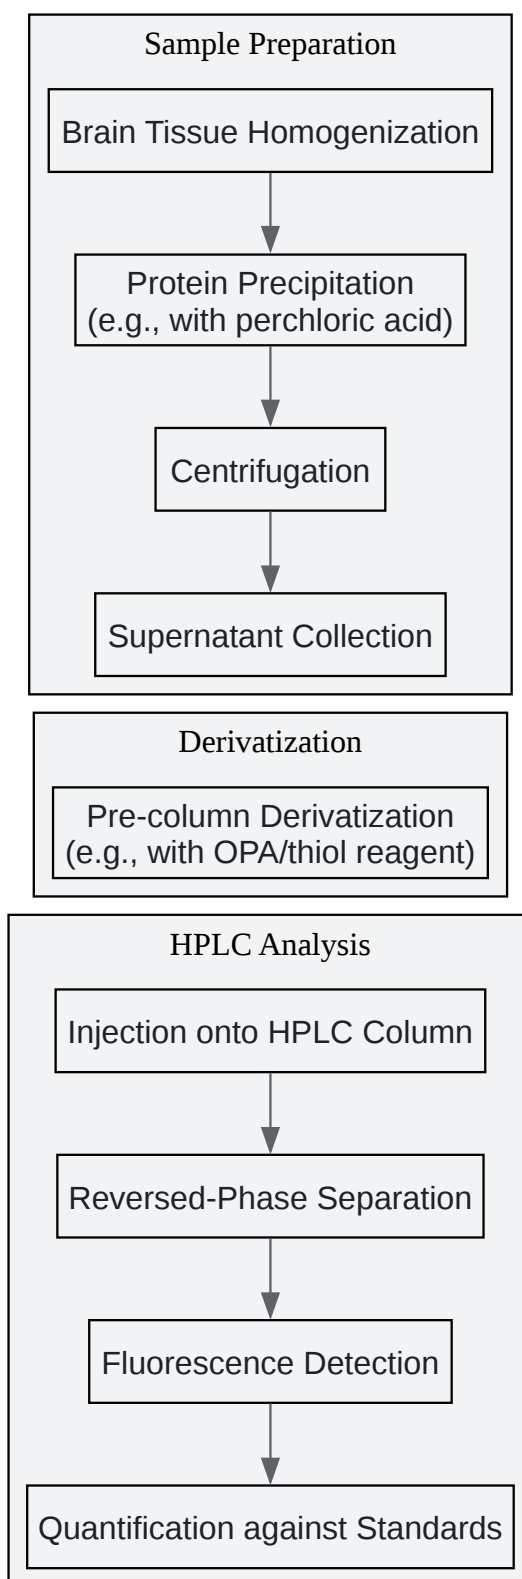 Sample Preparation
Brain Tissue Homogenization
Protein Precipitation
(e.g., with perchloric acid)
Centrifugation
Supernatant Collection
Derivatization
Pre-column Derivatization
(e.g., with OPA/thiol reagent)
HPLC Analysis
Injection onto HPLC Column
Reversed-Phase Separation
Fluorescence Detection
Quantification against Standards